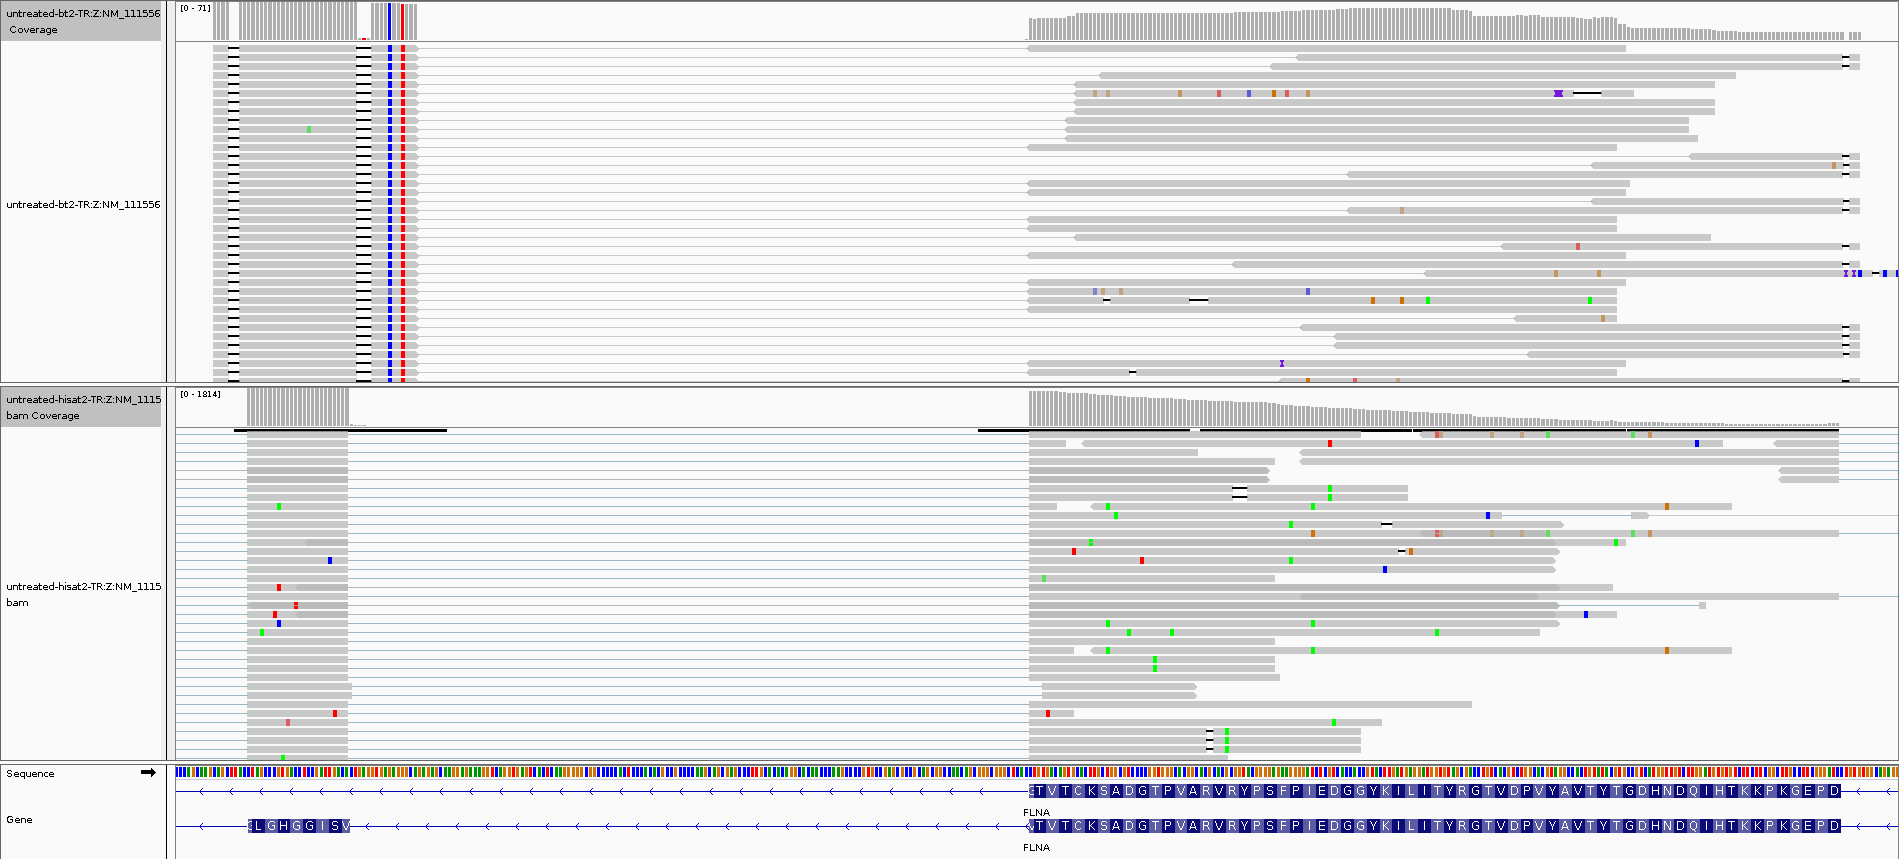 untreated-bt2-TR:Z:NM_111556
Coverage
[0 - 71]
untreated-bt2-TR:Z:NM_111556
untreated-hisat2-TR:Z:NM_1115
bam Coverage
[0 - 1814]
untreated-hisat2-TR:Z:NM_1115
bam
Sequence
TVTCKSADGTPVARVRYPSFPIEDGGYKILITYRGTVDPVYAVTYTGDHNDQIHTKKPKGEPD
FLNA
Gene
LGHGGISV
TVTCKSADGTPVARVRYPSFPIEDGGYKILITYRGTVDPVYAVTYTGDHNDQIHTKKPKGEPD
FLNA